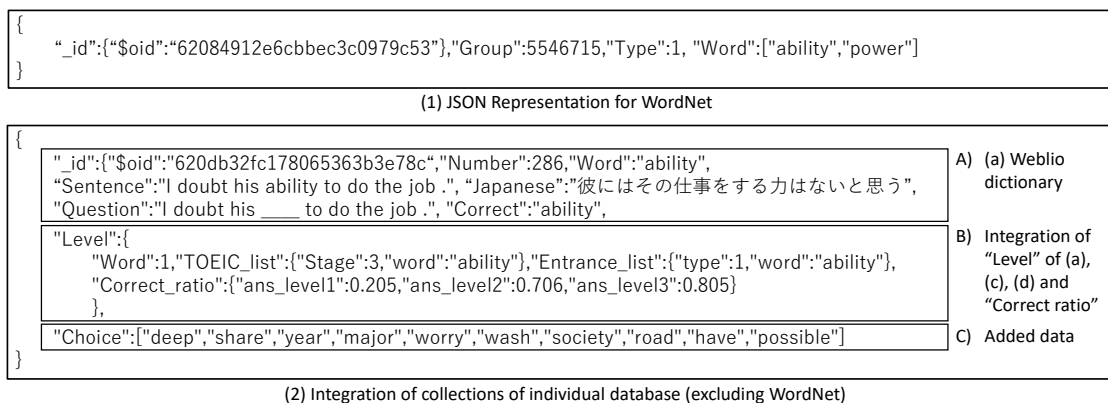 {
“_id”:{“$oid”:“62084912e6cbbec3c0979c53”},"Group":5546715,"Type":1, "Word":["ability","power"]
}
(1) JSON Representation for WordNet
{
"_id":{"$oid":"620db32fc178065363b3e78c“,"Number":286,"Word":"ability",
“Sentence":"I doubt his ability to do the job .", “Japanese":”彼にはその仕事をする力はないと思う”,
"Question":"I doubt his ____ to do the job .", "Correct":"ability",
A) (a) Weblio
dictionary
"Level":{
"Word":1,"TOEIC_list":{"Stage":3,"word":"ability"},"Entrance_list":{"type":1,"word":"ability"},
"Correct_ratio":{"ans_level1":0.205,"ans_level2":0.706,"ans_level3":0.805}
},
B) Integration of
“Level” of (a),
(c), (d) and
“Correct ratio”
"Choice":["deep","share","year","major","worry","wash","society","road","have","possible"]
C) Added data
}
(2) Integration of collections of individual database (excluding WordNet)